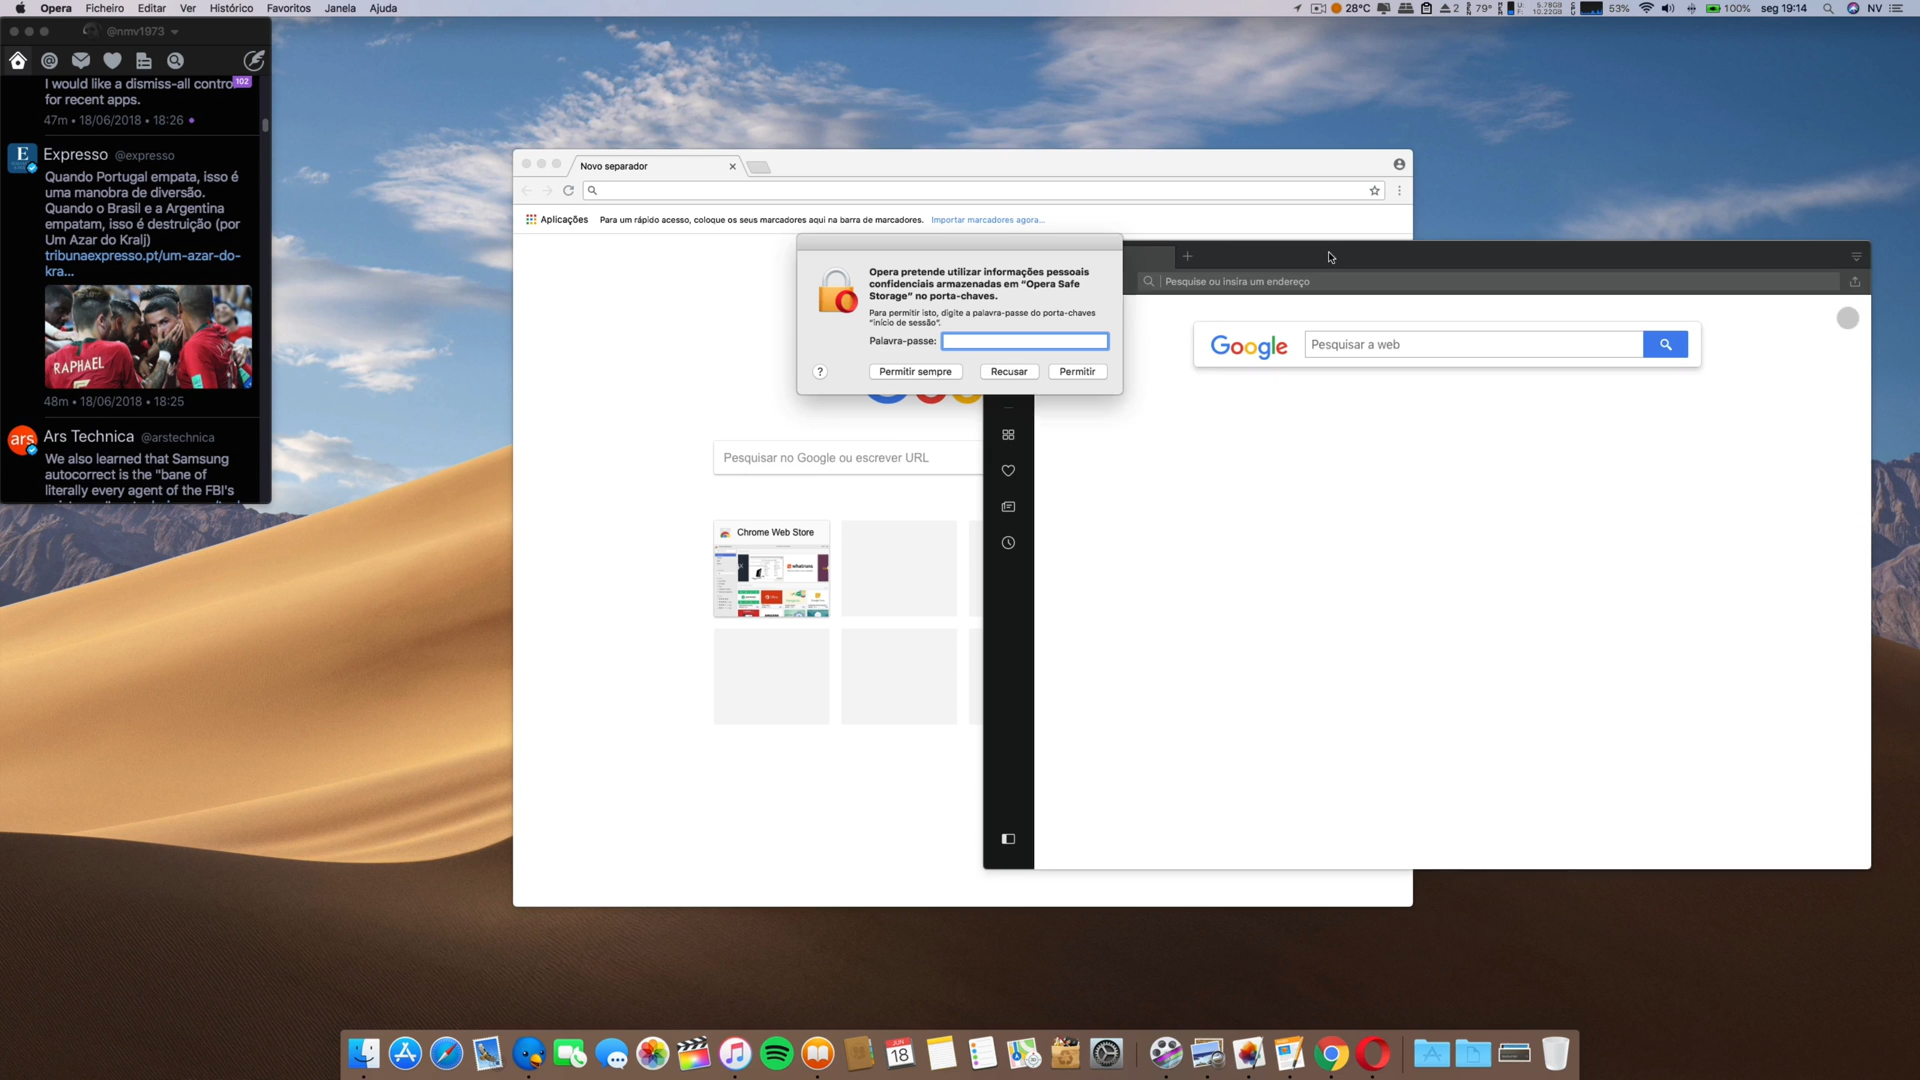 Opera Ficheiro Editar Ver Histórico Favoritos Janela Ajuda
28°C 2 79° 5.78GB 10.22GB 53% 100% seg 19:14 NV
@nmv1973
102
I would like a dismiss-all contro
for recent apps.
47m • 18/06/2018 • 18:26 •
Expresso @expresso
Quando Portugal empata, isso é
uma manobra de diversão.
Quando o Brasil e a Argentina
empatam, isso é destruição (por
Um Azar do Kralj)
tribunaexpresso.pt/um-azar-do-
kra...
RAPHAEL
48m • 18/06/2018 • 18:25
Ars Technica @arstechnica
We also learned that Samsung
autocorrect is the "bane of
literally every agent of the FBI's
Novo separador
Aplicações Para um rápido acesso, coloque os seus marcadores aqui na barra de marcadores. Importar marcadores agora...
Opera pretende utilizar informações pessoais
confidenciais armazenadas em “Opera Safe
Storage” no porta-chaves.
Para permitir isto, digite a palavra-passe do porta-chaves
“início de sessão”.
Palavra-passe:
? Permitir sempre Recusar Permitir
Pesquisar no Google ou escrever URL
Chrome Web Store
Pesquise ou insira um endereço
Google Pesquisar a web
JUN
18